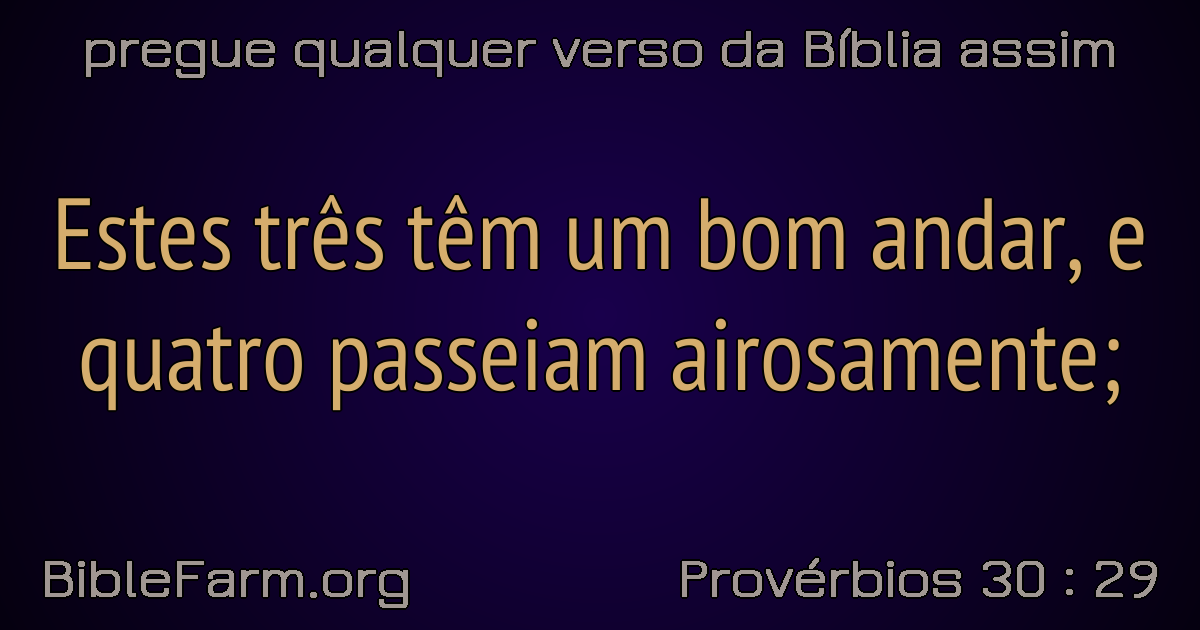 pregue qualquer verso da Bíblia assim
Estes três têm um bom andar, e
quatro passeiam airosamente;
BibleFarm.org
Provérbios 30 : 29